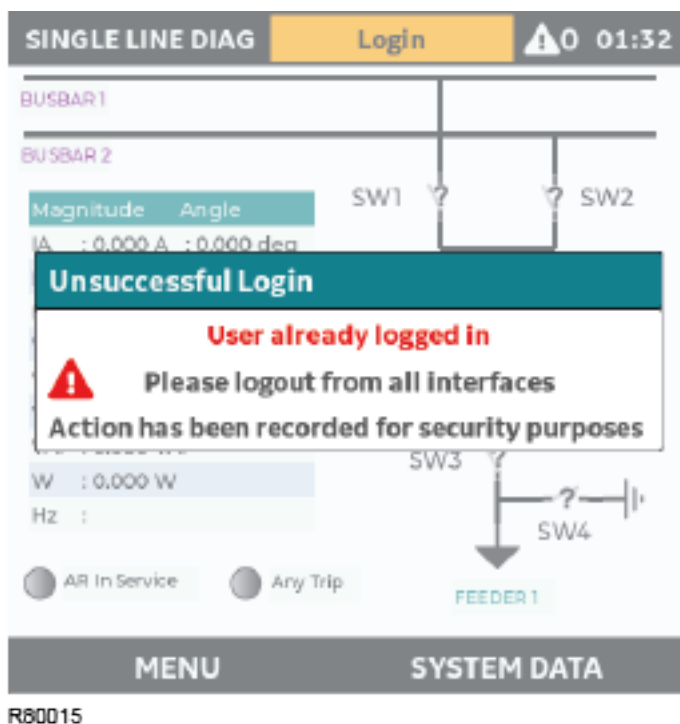 SINGLE LINE DIAG Login 0 01:32
BUSBAR 1
BUSBAR 2
SW1 ? ? SW2
Magnitude Angle
IA : 0.000 A : 0.000 deg
Unsuccessful Login
User already logged in
Please logout from all interfaces
Action has been recorded for security purposes
SW3 ?
W : 0.000 W
?
Hz :
SW4
AR In Service Any Trip
FEEDER 1
MENU SYSTEM DATA
R80015